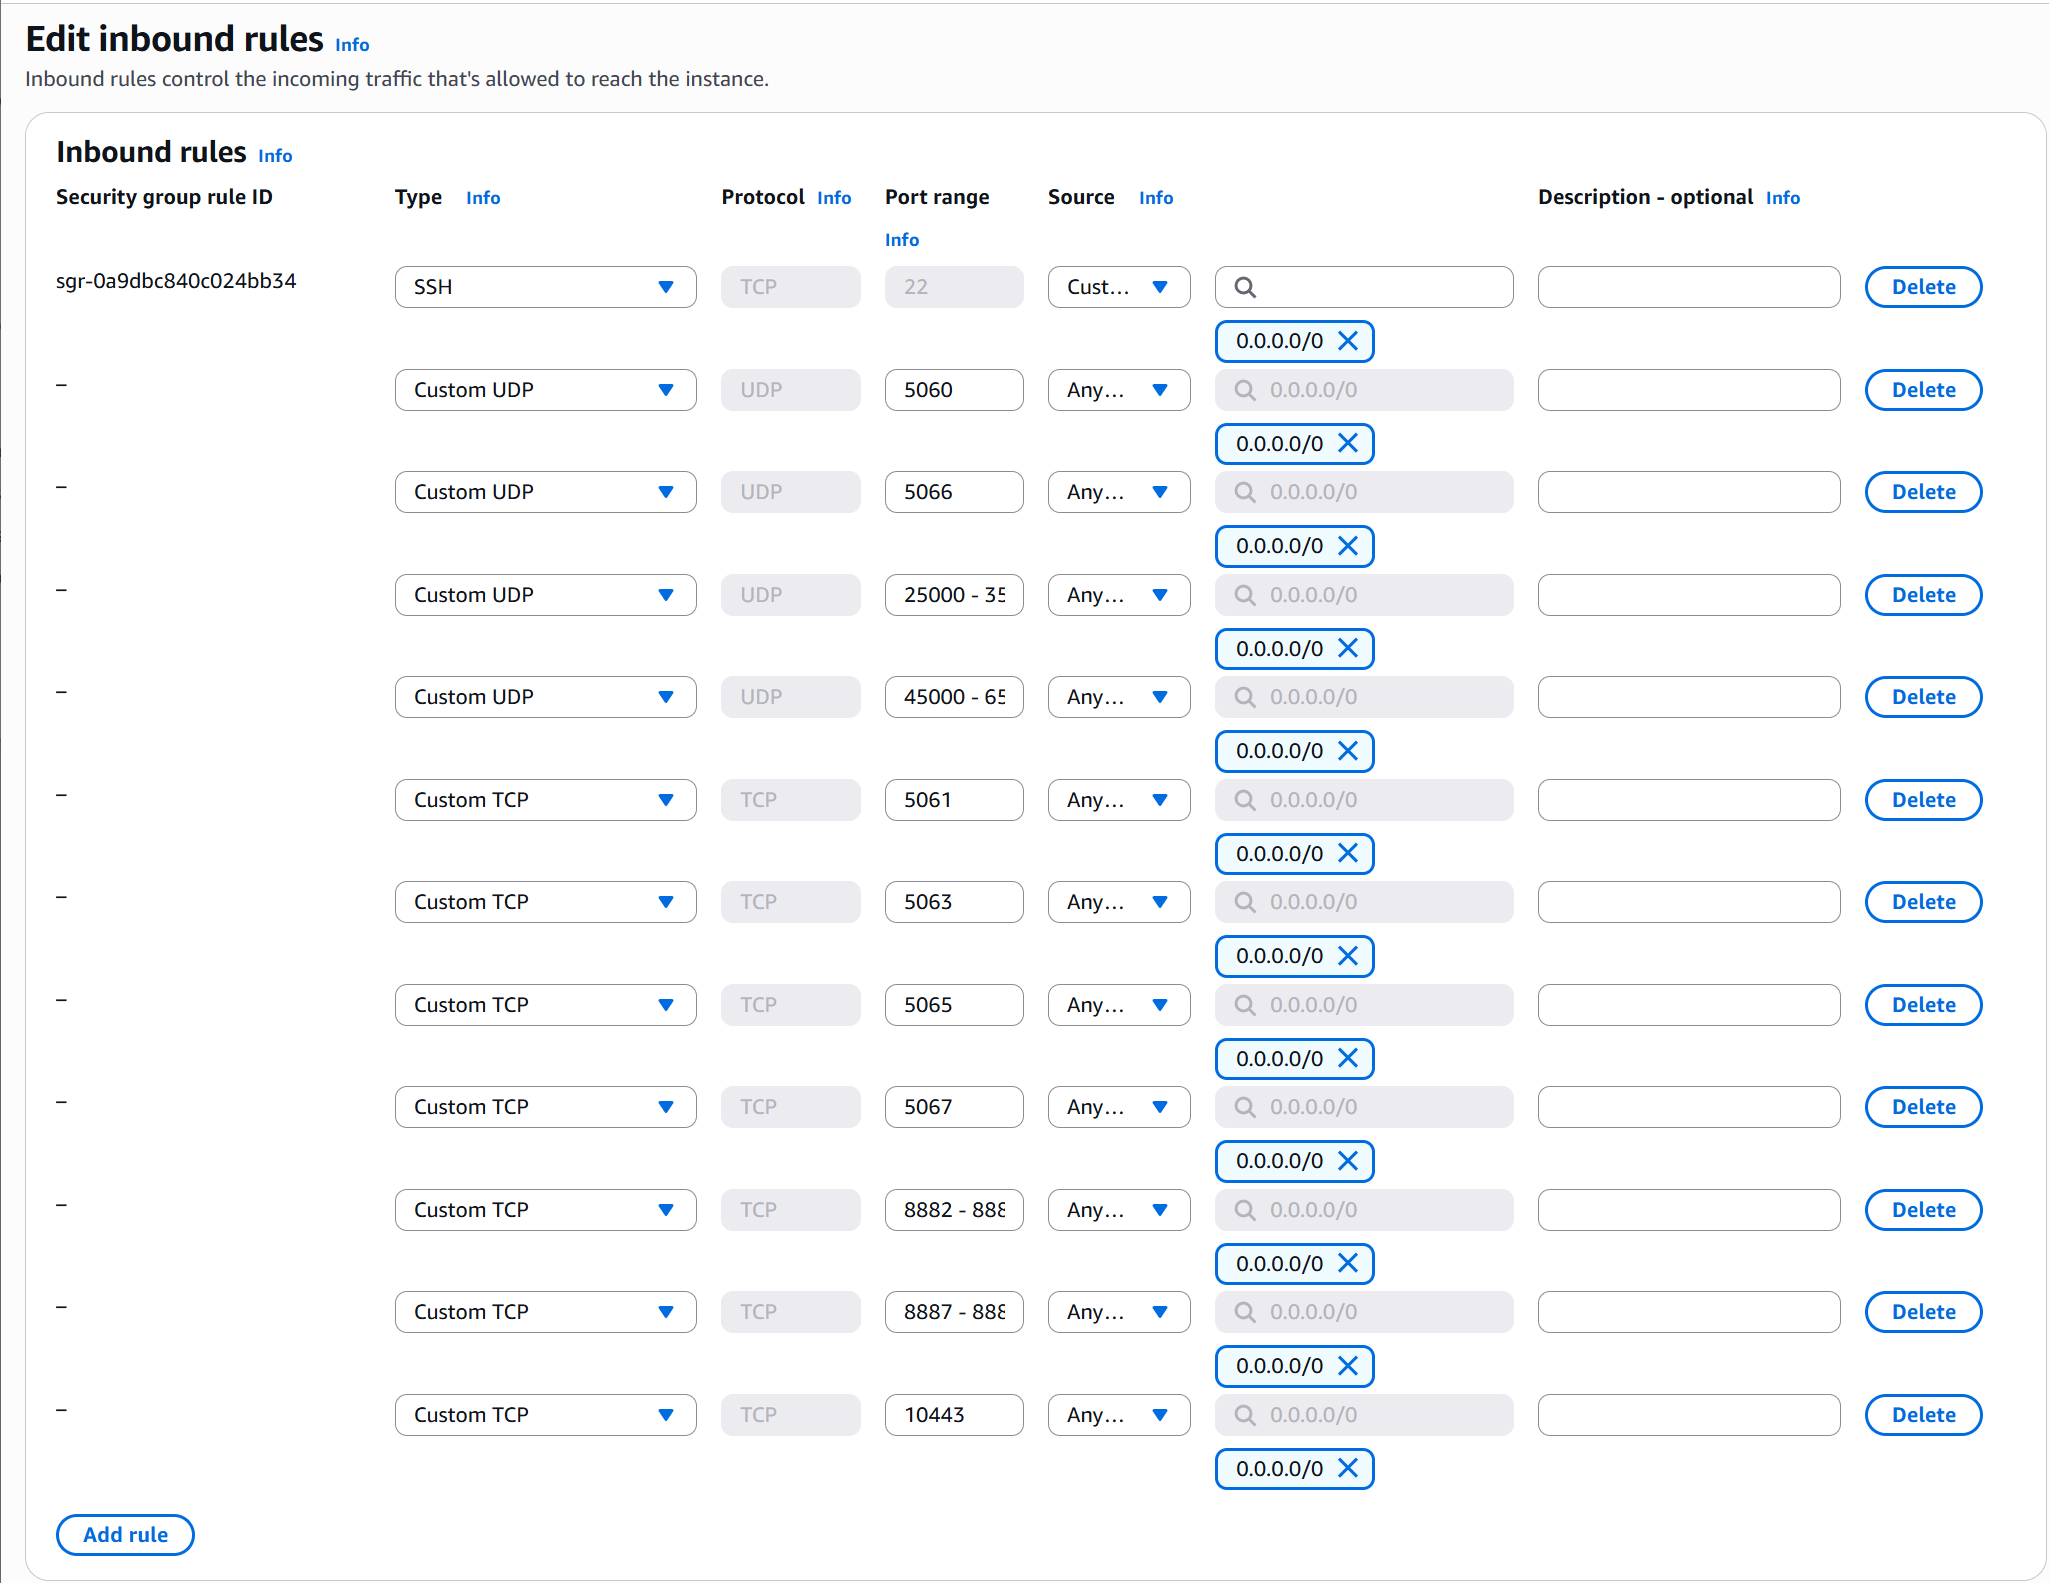 Edit inbound rules Info
Inbound rules control the incoming traffic that's allowed to reach the instance.
Inbound rules Info
Security group rule ID Type Info Protocol Info Port range Info Source Info Description - optional Info
sgr-0a9dbc840c024bb34 SSH TCP 22 Cust... Delete
0.0.0.0/0
– Custom UDP UDP 5060 Any... 0.0.0.0/0 Delete
0.0.0.0/0
– Custom UDP UDP 5066 Any... 0.0.0.0/0 Delete
0.0.0.0/0
– Custom UDP UDP 25000 - 35 Any... 0.0.0.0/0 Delete
0.0.0.0/0
– Custom UDP UDP 45000 - 65 Any... 0.0.0.0/0 Delete
0.0.0.0/0
– Custom TCP TCP 5061 Any... 0.0.0.0/0 Delete
0.0.0.0/0
– Custom TCP TCP 5063 Any... 0.0.0.0/0 Delete
0.0.0.0/0
– Custom TCP TCP 5065 Any... 0.0.0.0/0 Delete
0.0.0.0/0
– Custom TCP TCP 5067 Any... 0.0.0.0/0 Delete
0.0.0.0/0
– Custom TCP TCP 8882 - 888 Any... 0.0.0.0/0 Delete
0.0.0.0/0
– Custom TCP TCP 8887 - 888 Any... 0.0.0.0/0 Delete
0.0.0.0/0
– Custom TCP TCP 10443 Any... 0.0.0.0/0 Delete
0.0.0.0/0
Add rule